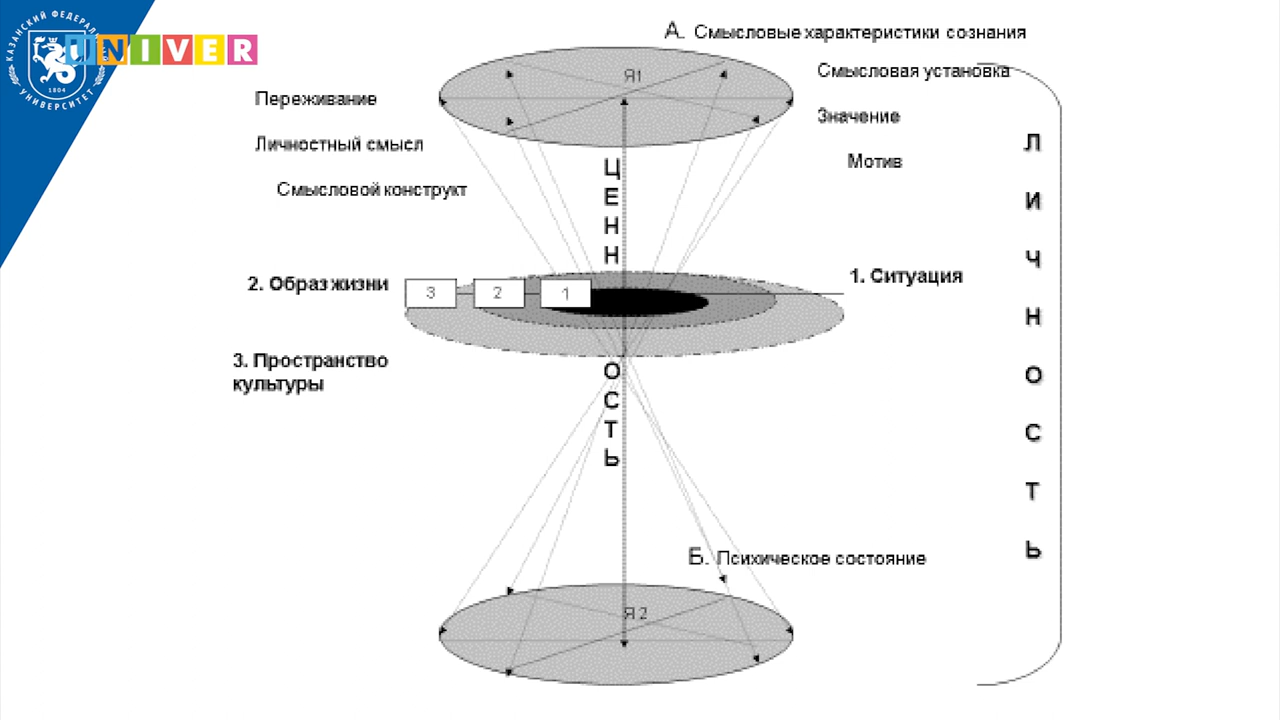 КАЗАНСКИЙ ФЕДЕРАЛЬНЫЙ
УНИВЕРСИТЕТ
1804
UNIVER
А. Смысловые характеристики сознания
Я1
Смысловая установка
Переживание
Значение
Личностный смысл
Мотив
Смысловой конструкт
Ц
Е
Н
Н
О
С
Т
Ь
Л
И
Ч
Н
О
С
Т
Ь
1. Ситуация
2. Образ жизни
3
2
1
3. Пространство
культуры
Б. Психическое состояние
Я 2